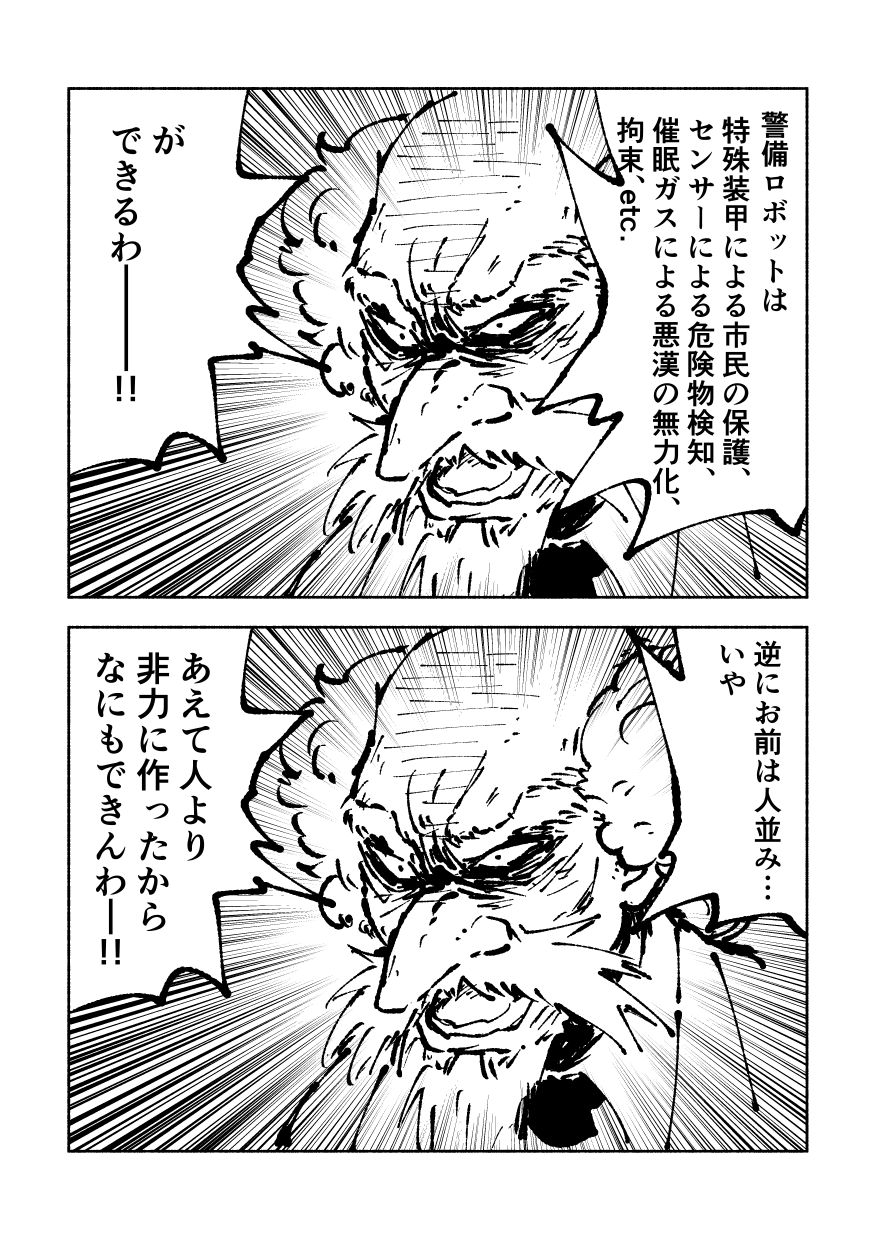 警備ロボットは
特殊装甲による市民の保護、
センサーによる危険物検知、
催眠ガスによる悪漢の無力化、
拘束、etc.
が
できるわ――!!
逆にお前は人並み…
いや
あえて人より
非力に作ったから
なにもできんわー!!